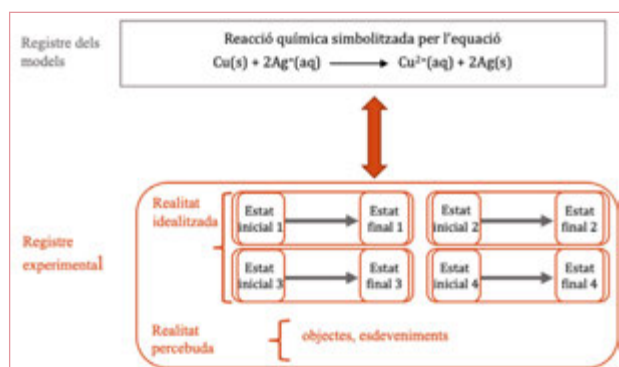 Registre dels
models
Reacció química simbolitzada per l'equació
Cu(s) + 2Ag⁺(aq) ⟶ Cu²⁺(aq) + 2Ag(s)
Registre
experimental
Realitat
idealitzada
Estat
inicial 1
Estat
final 1
Estat
inicial 2
Estat
final 2
Estat
inicial 3
Estat
final 3
Estat
inicial 4
Estat
final 4
Realitat
percebuda
objectes, esdeveniments